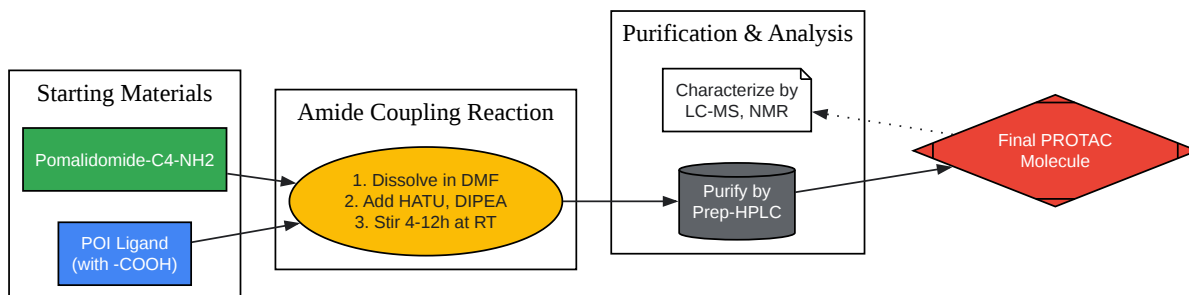 Starting Materials
Pomalidomide-C4-NH2
POI Ligand
(with -COOH)
Amide Coupling Reaction
1. Dissolve in DMF
2. Add HATU, DIPEA
3. Stir 4-12h at RT
Purification & Analysis
Characterize by
LC-MS, NMR
Purify by
Prep-HPLC
Final PROTAC
Molecule